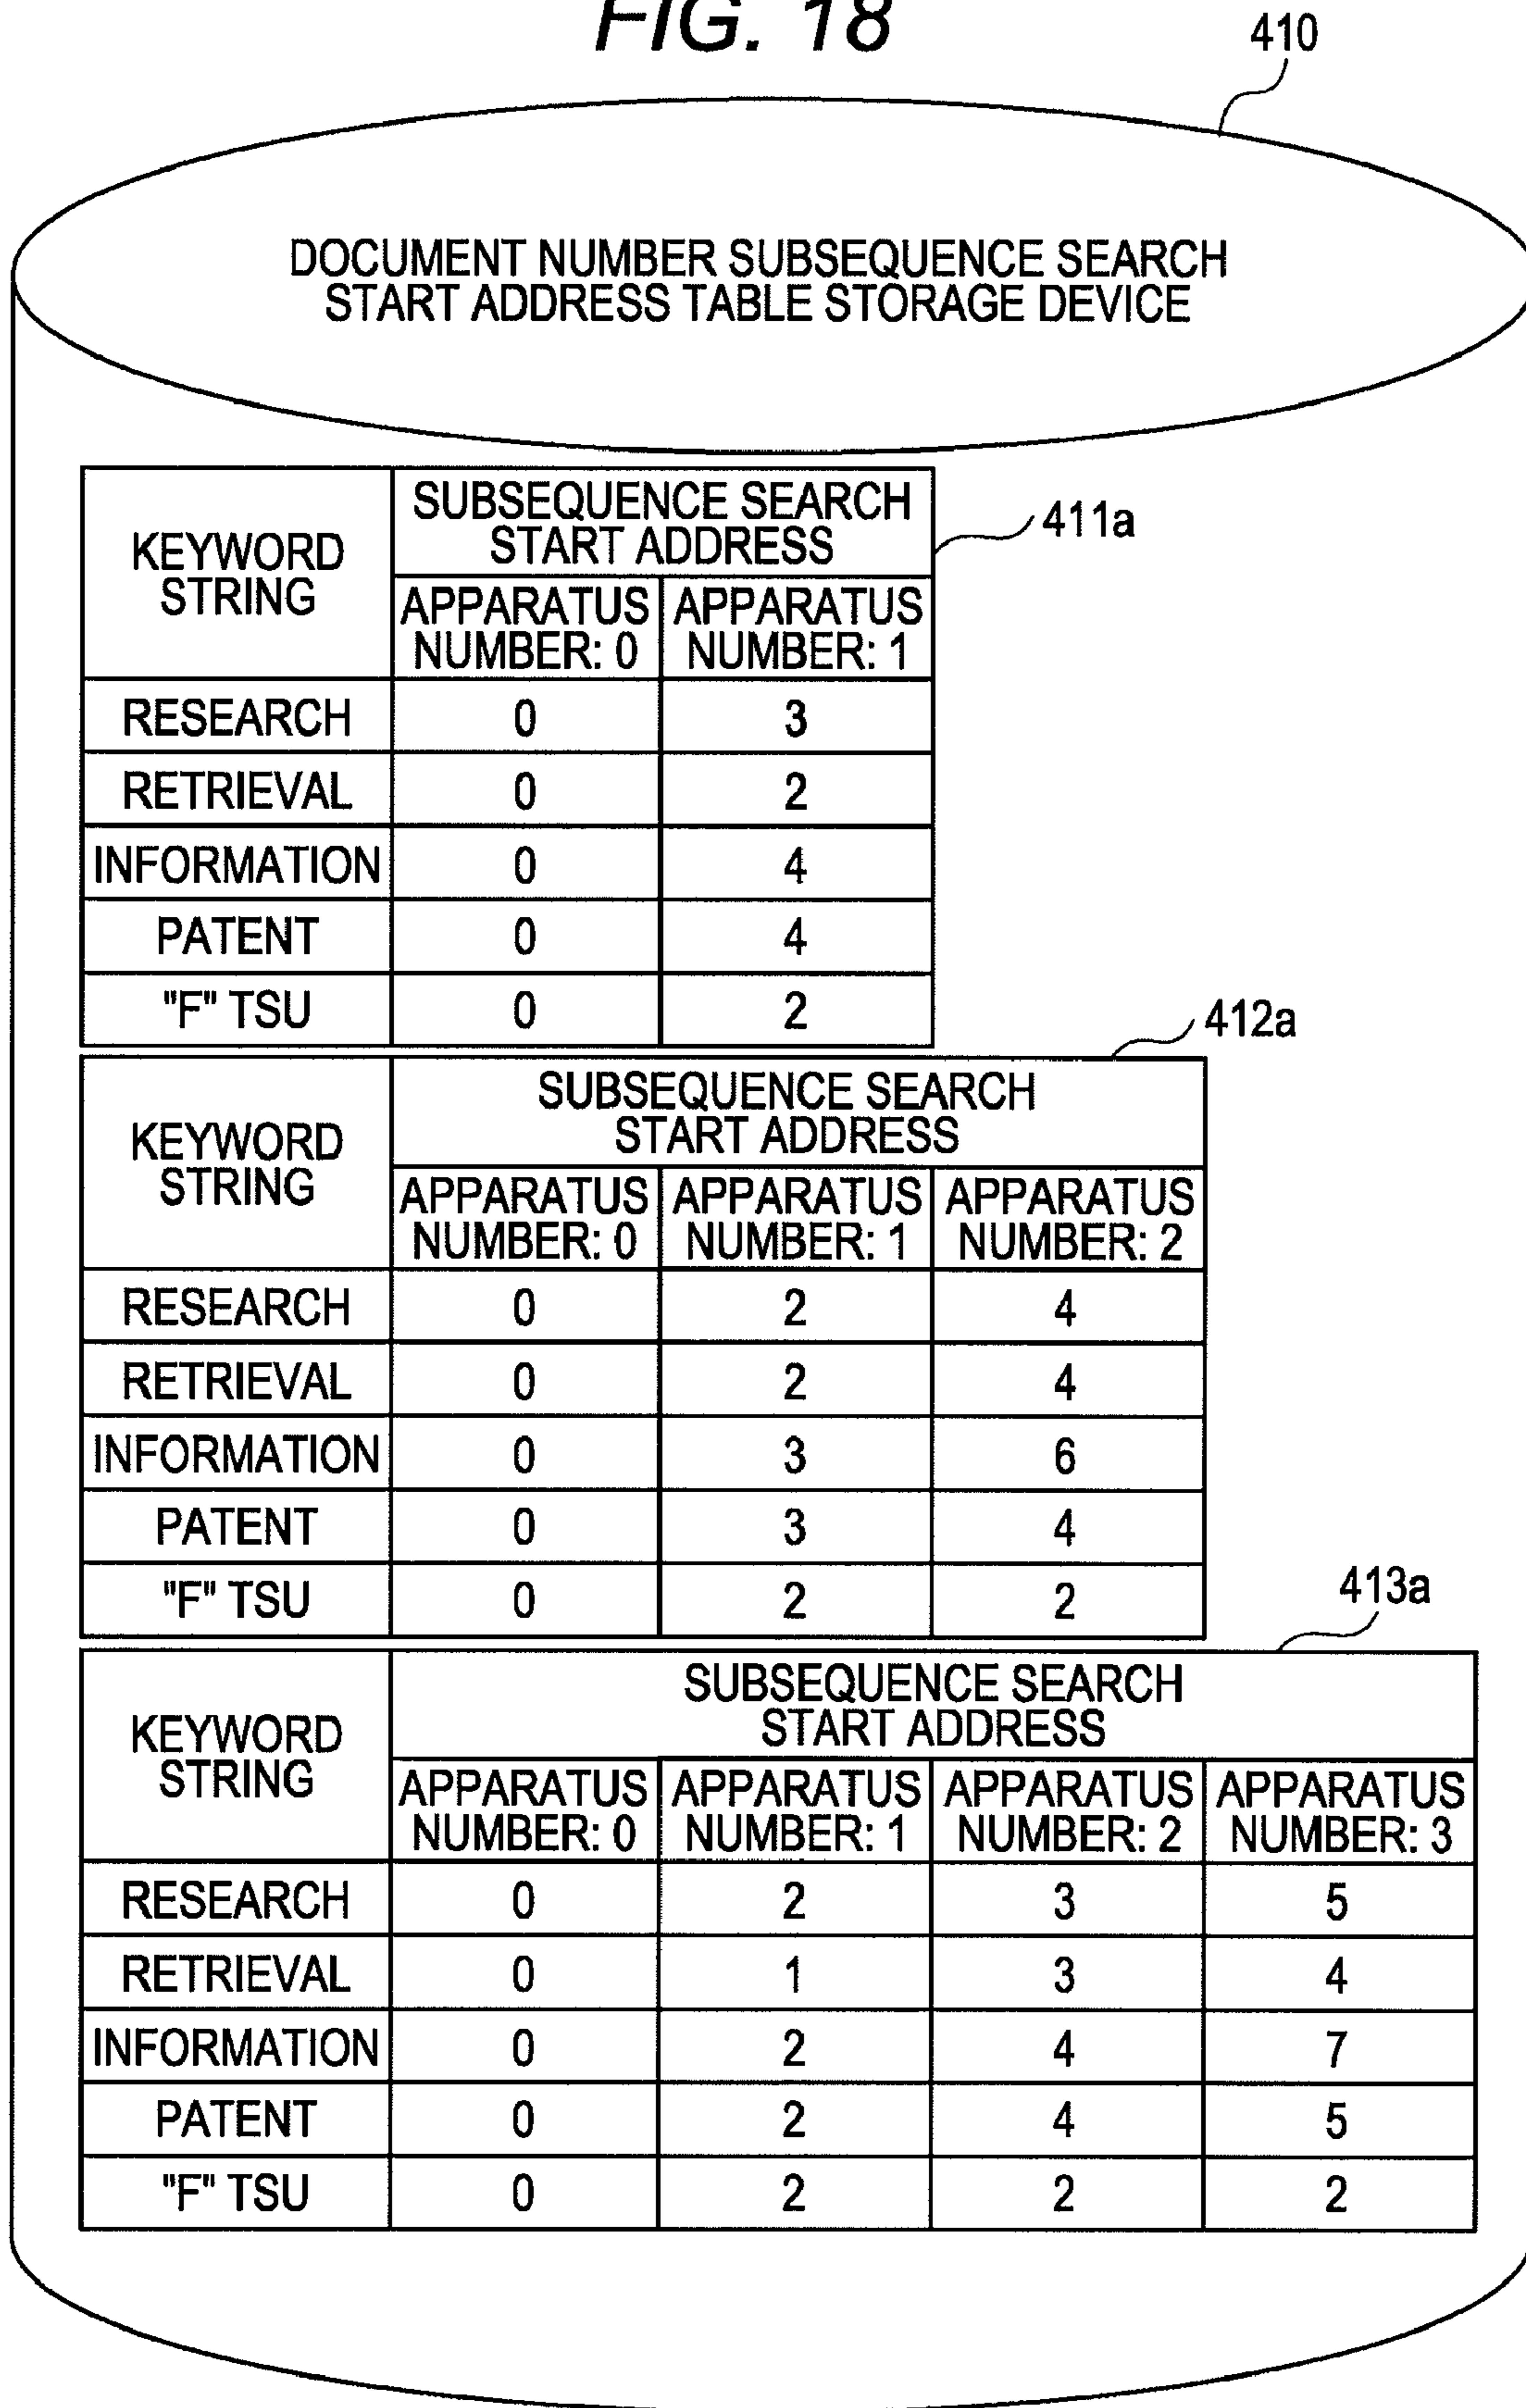 FIG. 18
410
DOCUMENT NUMBER SUBSEQUENCE SEARCH
START ADDRESS TABLE STORAGE DEVICE
411a
KEYWORD STRING | SUBSEQUENCE SEARCH
START ADDRESS
APPARATUS NUMBER: 0 | APPARATUS NUMBER: 1
RESEARCH 0 3
RETRIEVAL 0 2
INFORMATION 0 4
PATENT 0 4
"F" TSU 0 2
412a
KEYWORD STRING | SUBSEQUENCE SEARCH
START ADDRESS
APPARATUS NUMBER: 0 | APPARATUS NUMBER: 1 | APPARATUS NUMBER: 2
RESEARCH 0 2 4
RETRIEVAL 0 2 4
INFORMATION 0 3 6
PATENT 0 3 4
"F" TSU 0 2 2
413a
KEYWORD STRING | SUBSEQUENCE SEARCH
START ADDRESS
APPARATUS NUMBER: 0 | APPARATUS NUMBER: 1 | APPARATUS NUMBER: 2 | APPARATUS NUMBER: 3
RESEARCH 0 2 3 5
RETRIEVAL 0 1 3 4
INFORMATION 0 2 4 7
PATENT 0 2 4 5
"F" TSU 0 2 2 2